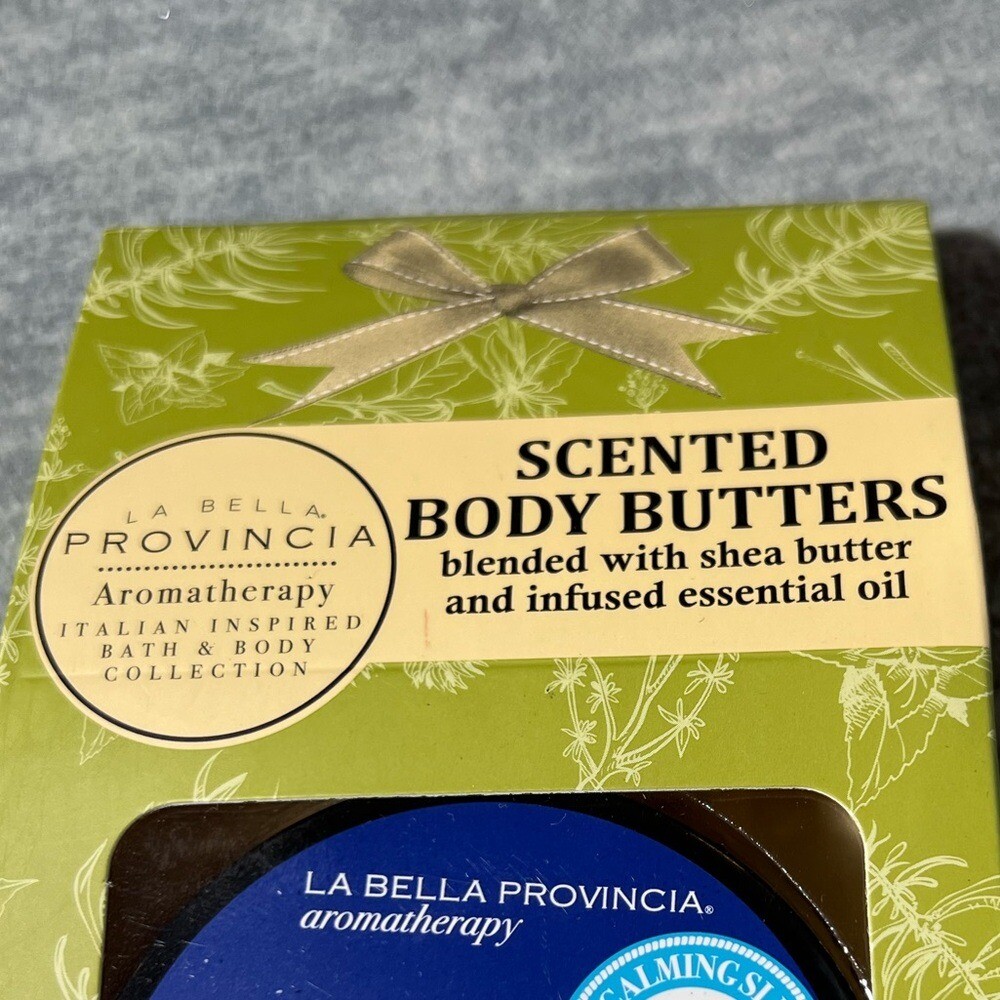 LA BELLA®
PROVINCIA
Aromatherapy
ITALIAN INSPIRED
BATH & BODY
COLLECTION
SCENTED
BODY BUTTERS
blended with shea butter
and infused essential oil
LA BELLA PROVINCIA®
aromatherapy
CALMING